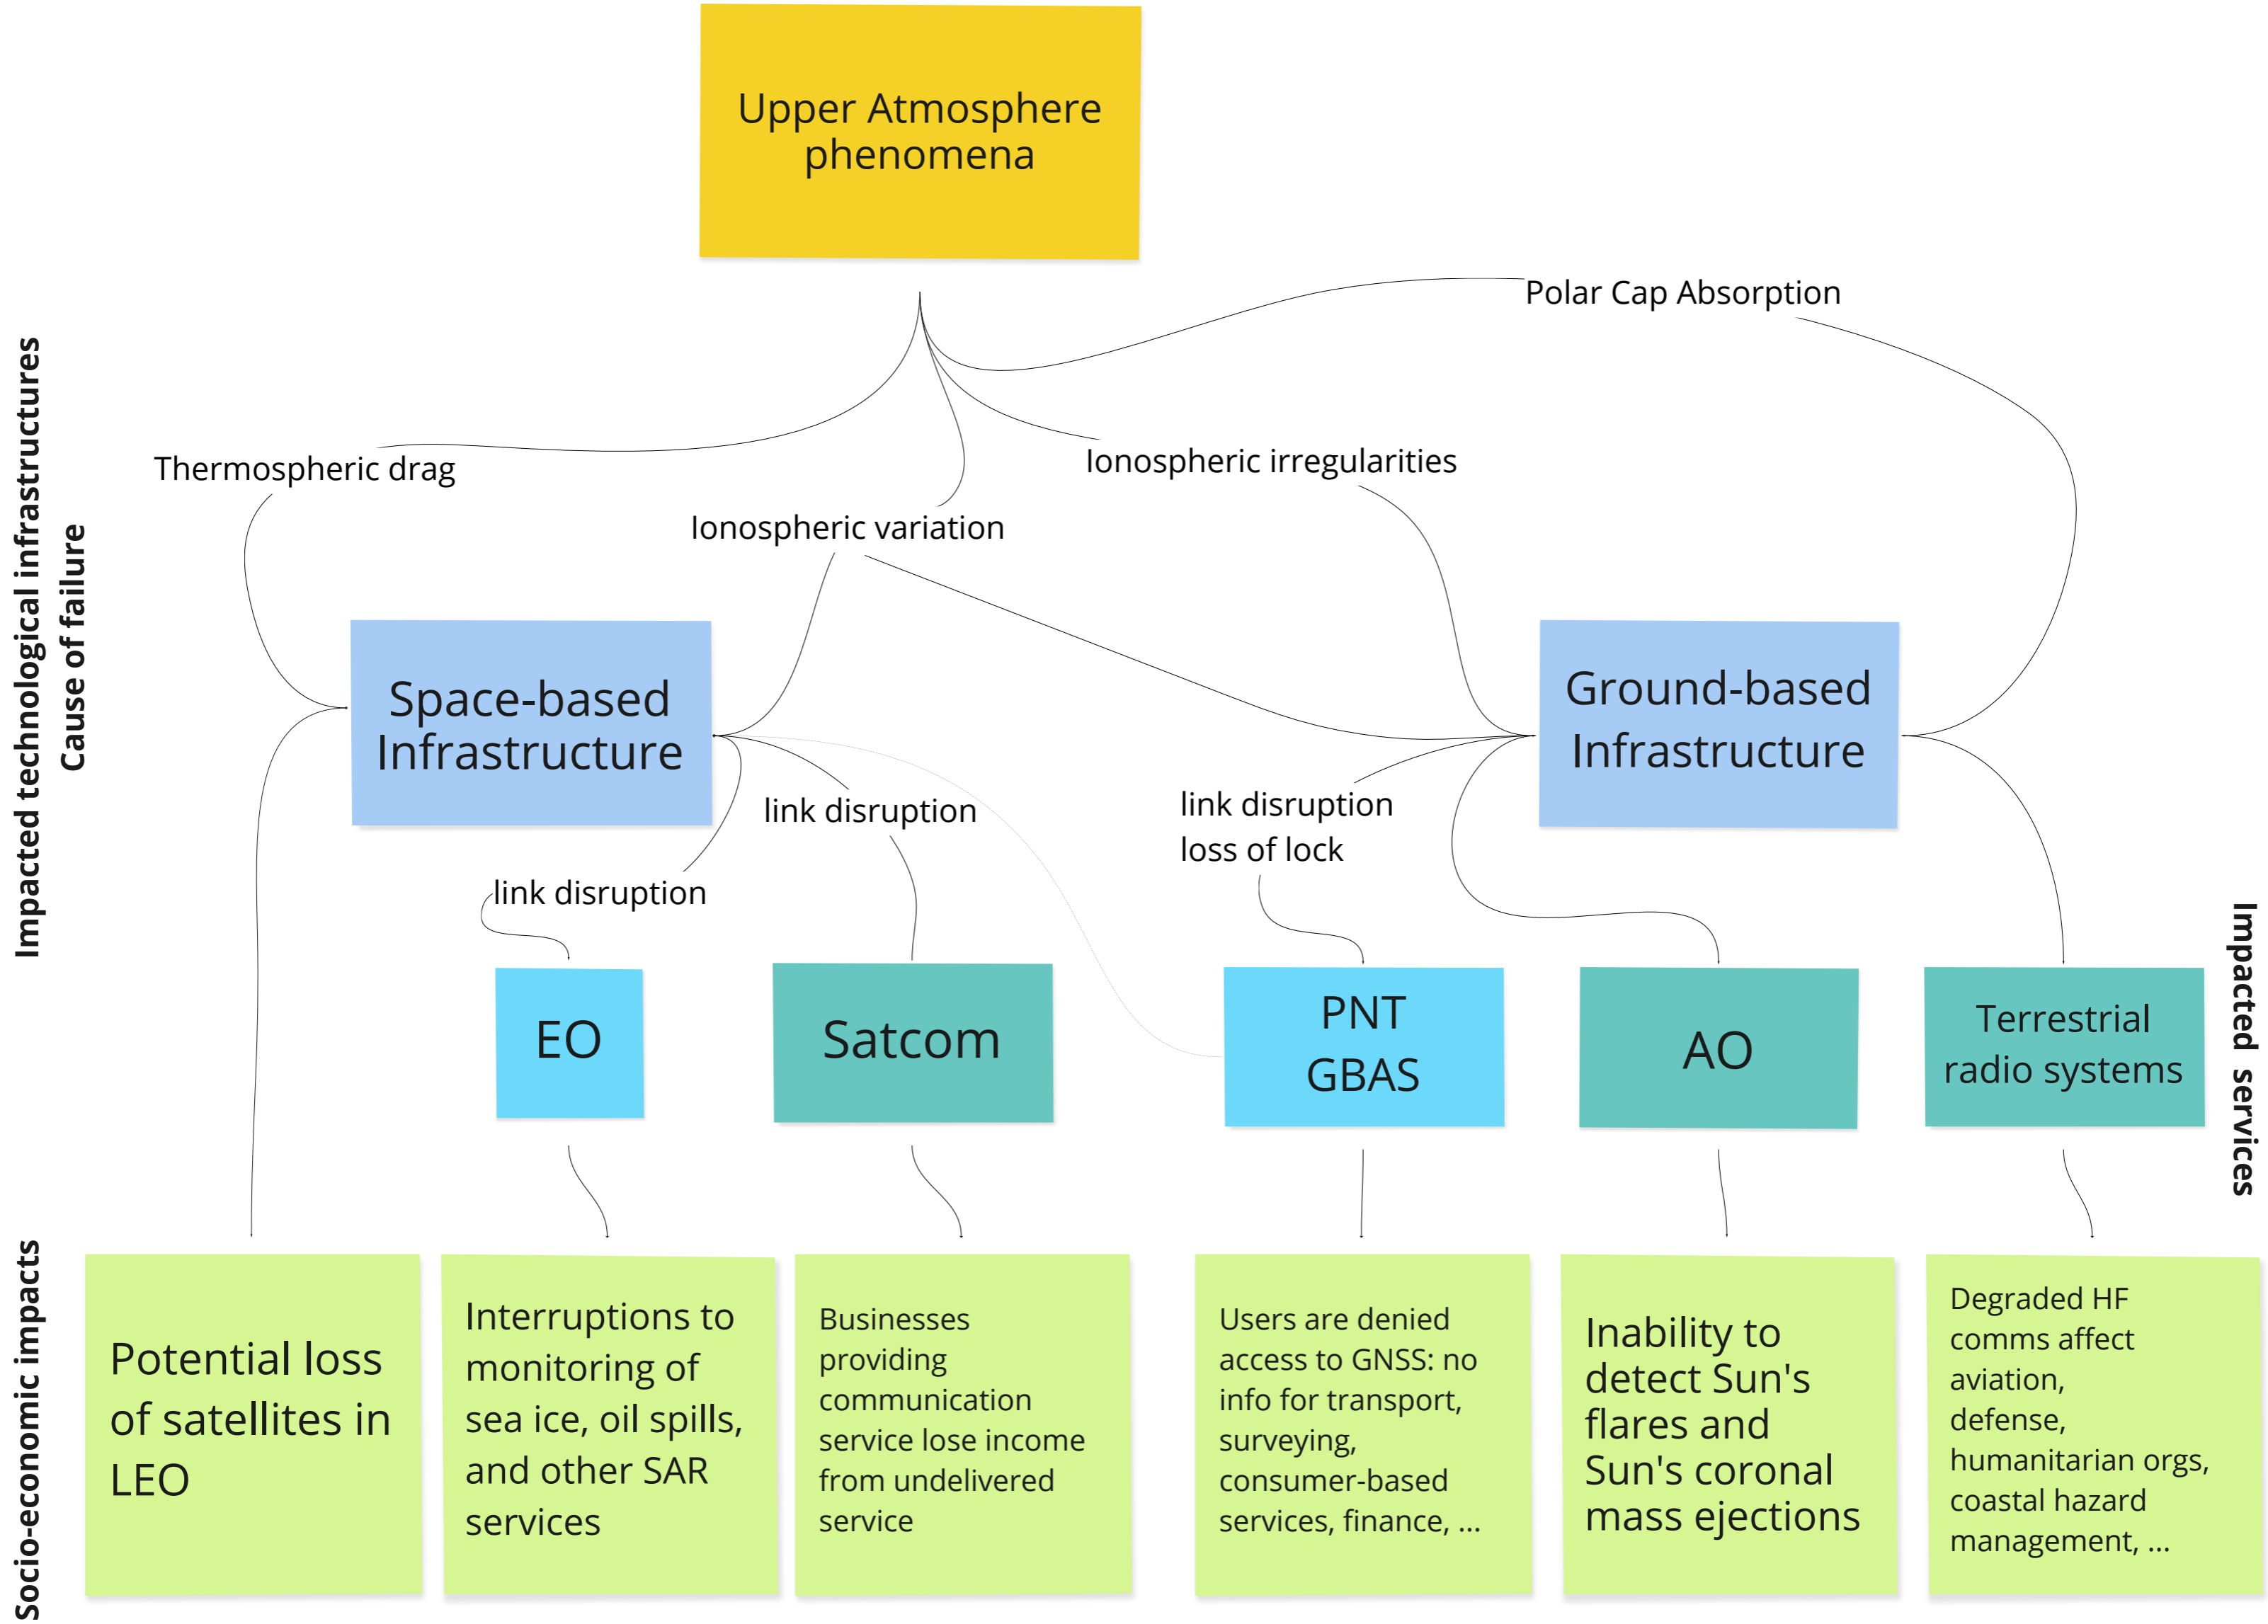 Upper Atmosphere
phenomena
Polar Cap Absorption
Thermospheric drag
Ionospheric irregularities
Ionospheric variation
Impacted technological infrastructures
Cause of failure
Space-based
Infrastructure
Ground-based
Infrastructure
link disruption
link disruption
link disruption
loss of lock
EO
Satcom
PNT
GBAS
AO
Terrestrial
radio systems
Impacted services
Socio-economic impacts
Potential loss
of satellites in
LEO
Interruptions to
monitoring of
sea ice, oil spills,
and other SAR
services
Businesses
providing
communication
service lose income
from undelivered
service
Users are denied
access to GNSS: no
info for transport,
surveying,
consumer-based
services, finance, ...
Inability to
detect Sun's
flares and
Sun's coronal
mass ejections
Degraded HF
comms affect
aviation,
defense,
humanitarian orgs,
coastal hazard
management, ...